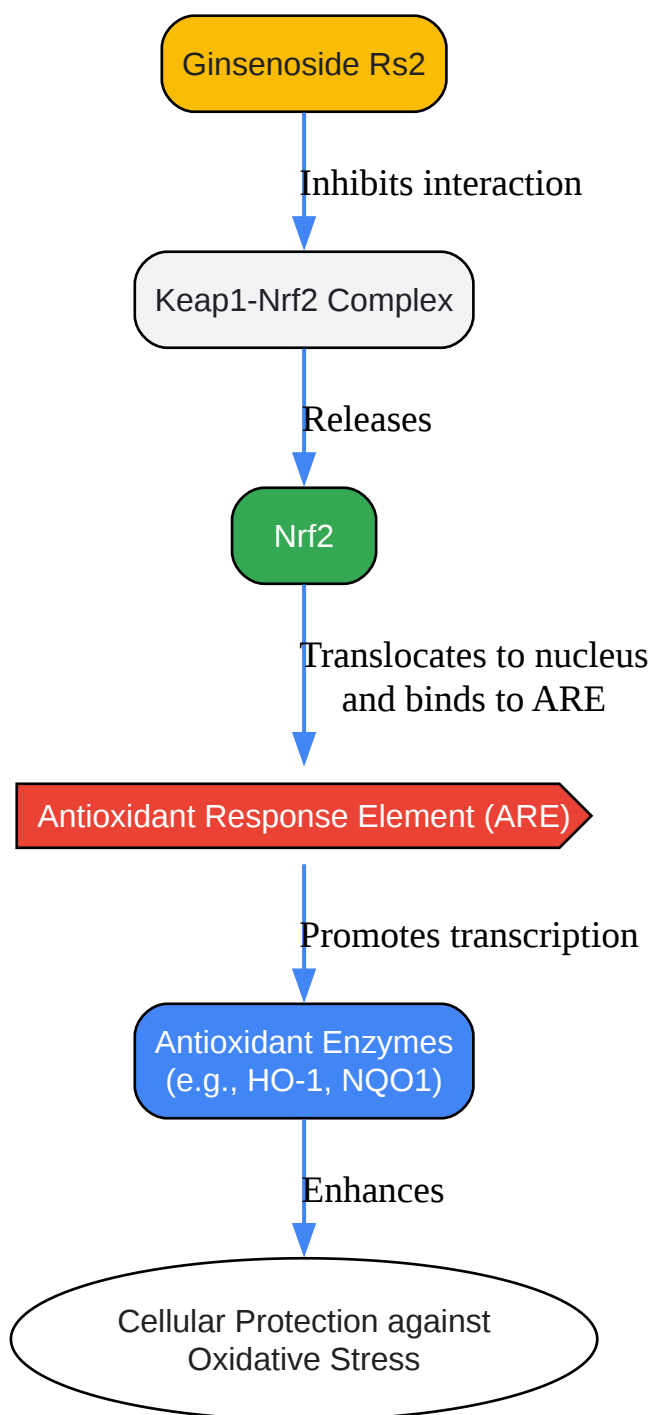 Ginsenoside Rs2
Inhibits interaction
Keap1-Nrf2 Complex
Releases
Nrf2
Translocates to nucleus
and binds to ARE
Antioxidant Response Element (ARE)
Promotes transcription
Antioxidant Enzymes
(e.g., HO-1, NQO1)
Enhances
Cellular Protection against
Oxidative Stress